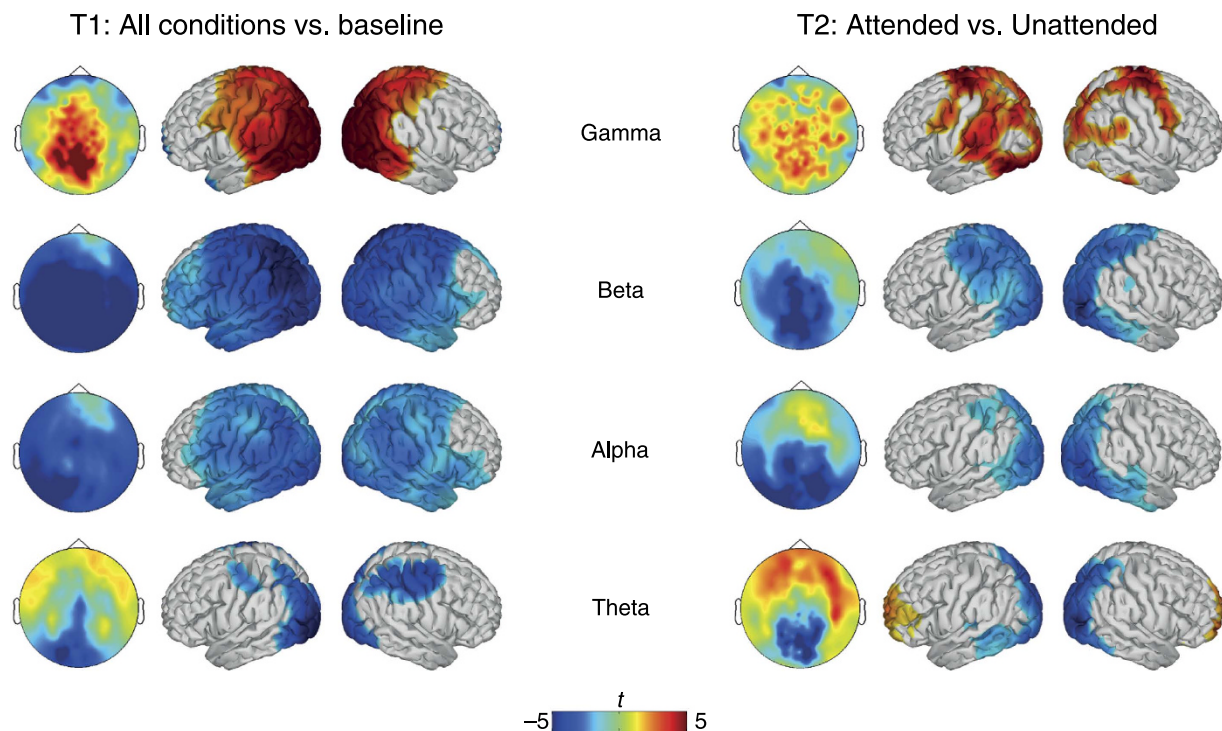 T1: All conditions vs. baseline
T2: Attended vs. Unattended
Gamma
Beta
Alpha
Theta
t
–5
5